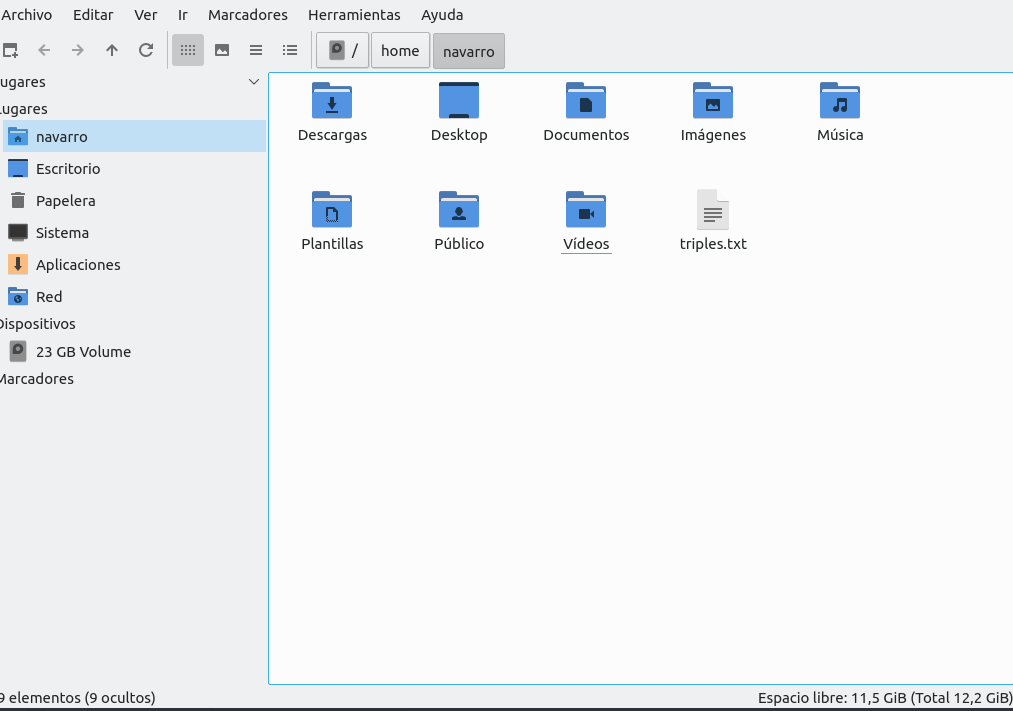 Archivo Editar Ver Ir Marcadores Herramientas Ayuda
/ home navarro
ugares
ugares
navarro
Escritorio
Papelera
Sistema
Aplicaciones
Red
Dispositivos
23 GB Volume
Marcadores
Descargas Desktop Documentos Imágenes Música
Plantillas Público Vídeos triples.txt
9 elementos (9 ocultos) Espacio libre: 11,5 GiB (Total 12,2 GiB)